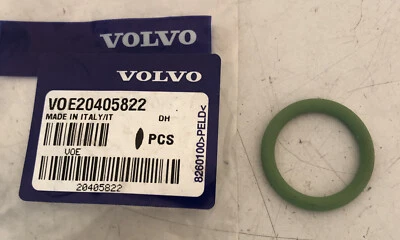 VOLVO
VOLVO
VOE20405822
MADE IN ITALY/IT
DH
PCS
VOE
20405822
8260100>PELD<